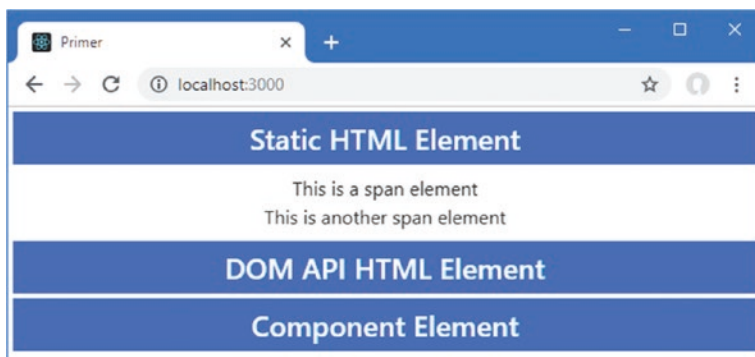 Primer
localhost:3000
Static HTML Element
This is a span element
This is another span element
DOM API HTML Element
Component Element